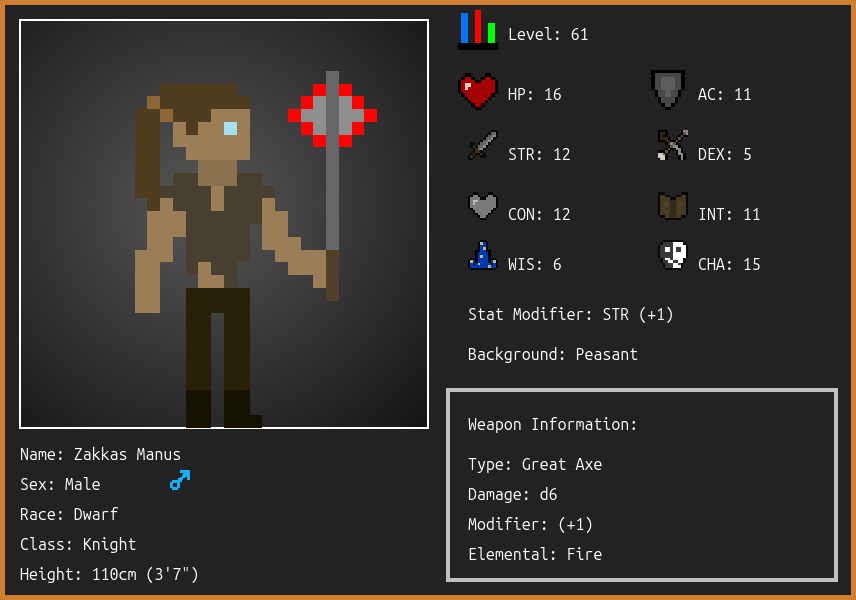 Level: 61
HP: 16
AC: 11
STR: 12
DEX: 5
CON: 12
INT: 11
WIS: 6
CHA: 15
Stat Modifier: STR (+1)
Background: Peasant
Name: Zakkas Manus
Sex: Male
Race: Dwarf
Class: Knight
Height: 110cm (3'7")
Weapon Information:
Type: Great Axe
Damage: d6
Modifier: (+1)
Elemental: Fire